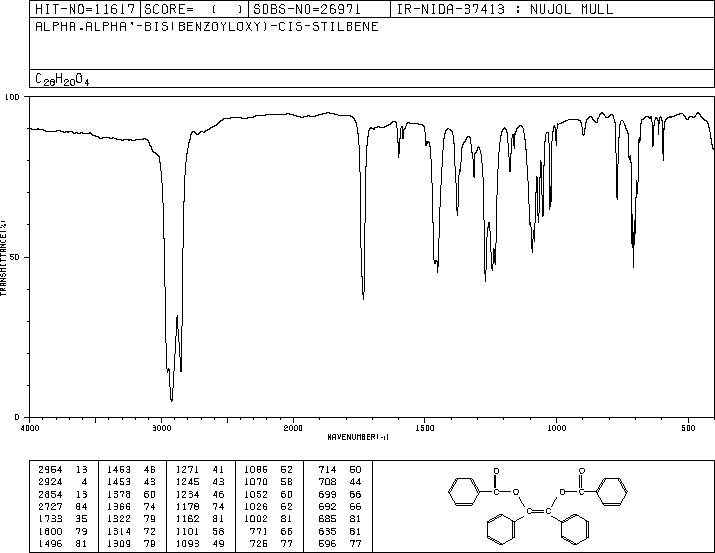 HIT-NO=11617 SCORE= ( ) SDBS-NO=26971 IR-NIDA-37413 : NUJOL MULL
ALPHA,ALPHA'-BIS(BENZOYLOXY)-CIS-STILBENE
C28H20O4
100
50
0
TRANSMITTANCE(%)
4000 3000 2000 1500 1000 500
WAVENUMBER(-1)
2954 13 1463 46 1271 41 1086 52 714 50
2924 4 1453 43 1245 43 1070 58 708 44
2854 13 1378 60 1234 46 1052 60 699 66
2727 84 1366 74 1178 74 1026 62 692 66
1733 35 1322 79 1162 81 1002 81 685 81
1600 79 1314 72 1101 58 771 66 635 81
1496 81 1309 79 1093 49 726 77 596 77
O O
O O